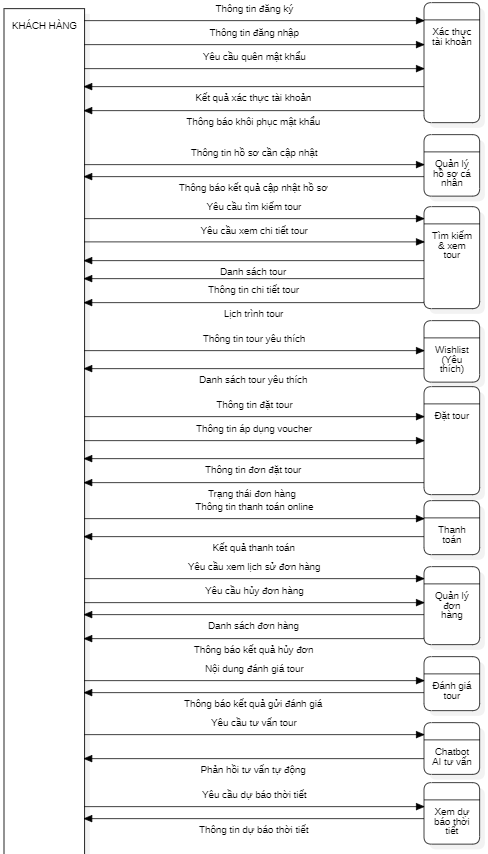 Thông tin đăng ký
KHÁCH HÀNG
Thông tin đăng nhập
Xác thực
tài khoản
Yêu cầu quên mật khẩu
Kết quả xác thực tài khoản
Thông báo khôi phục mật khẩu
Thông tin hồ sơ cần cập nhật
Quản lý
hồ sơ cá
nhân
Thông báo kết quả cập nhật hồ sơ
Yêu cầu tìm kiếm tour
Yêu cầu xem chi tiết tour
Tìm kiếm
& xem
tour
Danh sách tour
Thông tin chi tiết tour
Lịch trình tour
Thông tin tour yêu thích
Wishlist
(Yêu
thích)
Danh sách tour yêu thích
Thông tin đặt tour
Đặt tour
Thông tin áp dụng voucher
Thông tin đơn đặt tour
Trạng thái đơn hàng
Thông tin thanh toán online
Thanh
toán
Kết quả thanh toán
Yêu cầu xem lịch sử đơn hàng
Yêu cầu hủy đơn hàng
Quản lý
đơn
hàng
Danh sách đơn hàng
Thông báo kết quả hủy đơn
Nội dung đánh giá tour
Đánh giá
tour
Thông báo kết quả gửi đánh giá
Yêu cầu tư vấn tour
Chatbot
AI tư vấn
Phản hồi tư vấn tự động
Yêu cầu dự báo thời tiết
Xem dự
báo thời
tiết
Thông tin dự báo thời tiết